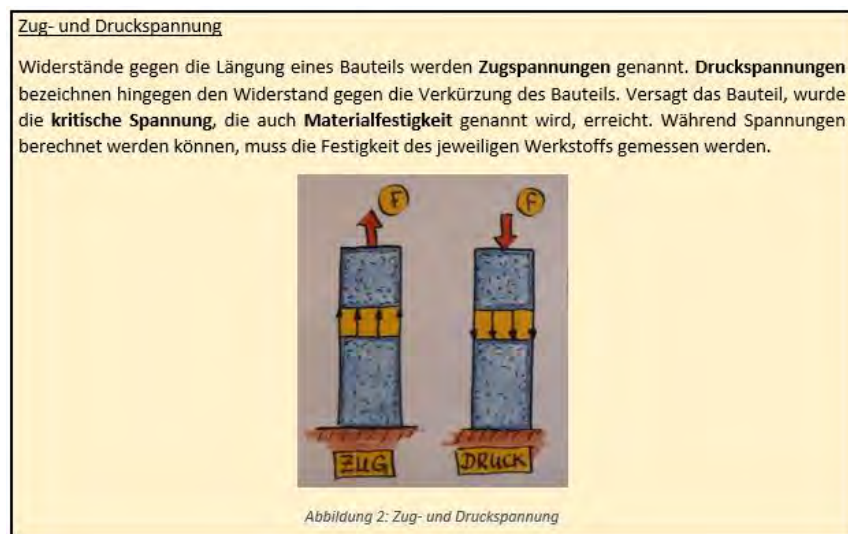 Zug- und Druckspannung
Widerstände gegen die Längung eines Bauteils werden Zugspannungen genannt. Druckspannungen
bezeichnen hingegen den Widerstand gegen die Verkürzung des Bauteils. Versagt das Bauteil, wurde
die kritische Spannung, die auch Materialfestigkeit genannt wird, erreicht. Während Spannungen
berechnet werden können, muss die Festigkeit des jeweiligen Werkstoffs gemessen werden.
F F
ZUG DRUCK
Abbildung 2: Zug- und Druckspannung